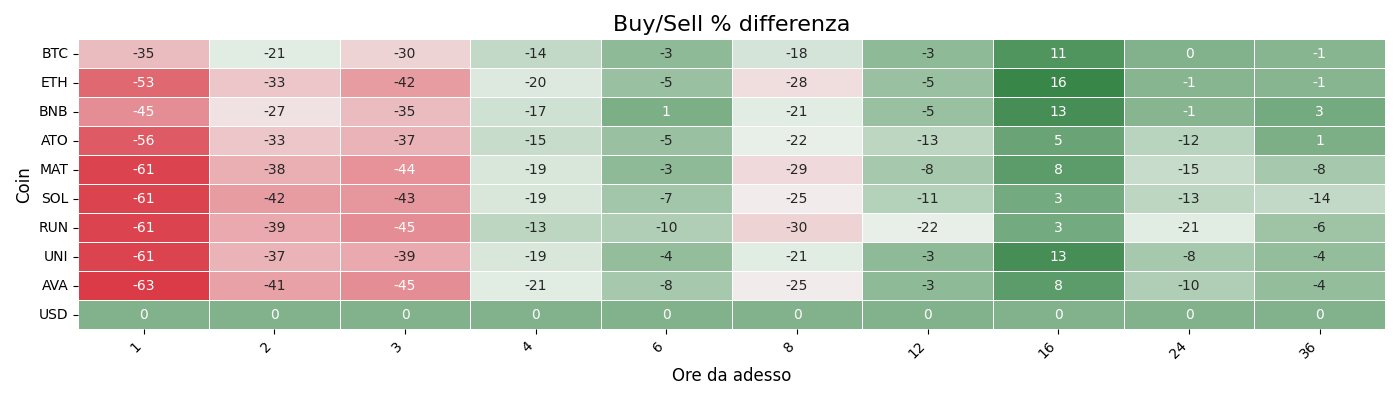 Buy/Sell % differenza
Coin
BTC -35 -21 -30 -14 -3 -18 -3 11 0 -1
ETH -53 -33 -42 -20 -5 -28 -5 16 -1 -1
BNB -45 -27 -35 -17 1 -21 -5 13 -1 3
ATO -56 -33 -37 -15 -5 -22 -13 5 -12 1
MAT -61 -38 -44 -19 -3 -29 -8 8 -15 -8
SOL -61 -42 -43 -19 -7 -25 -11 3 -13 -14
RUN -61 -39 -45 -13 -10 -30 -22 3 -21 -6
UNI -61 -37 -39 -19 -4 -21 -3 13 -8 -4
AVA -63 -41 -45 -21 -8 -25 -3 8 -10 -4
USD 0 0 0 0 0 0 0 0 0 0
1 2 3 4 6 8 12 16 24 36
Ore da adesso